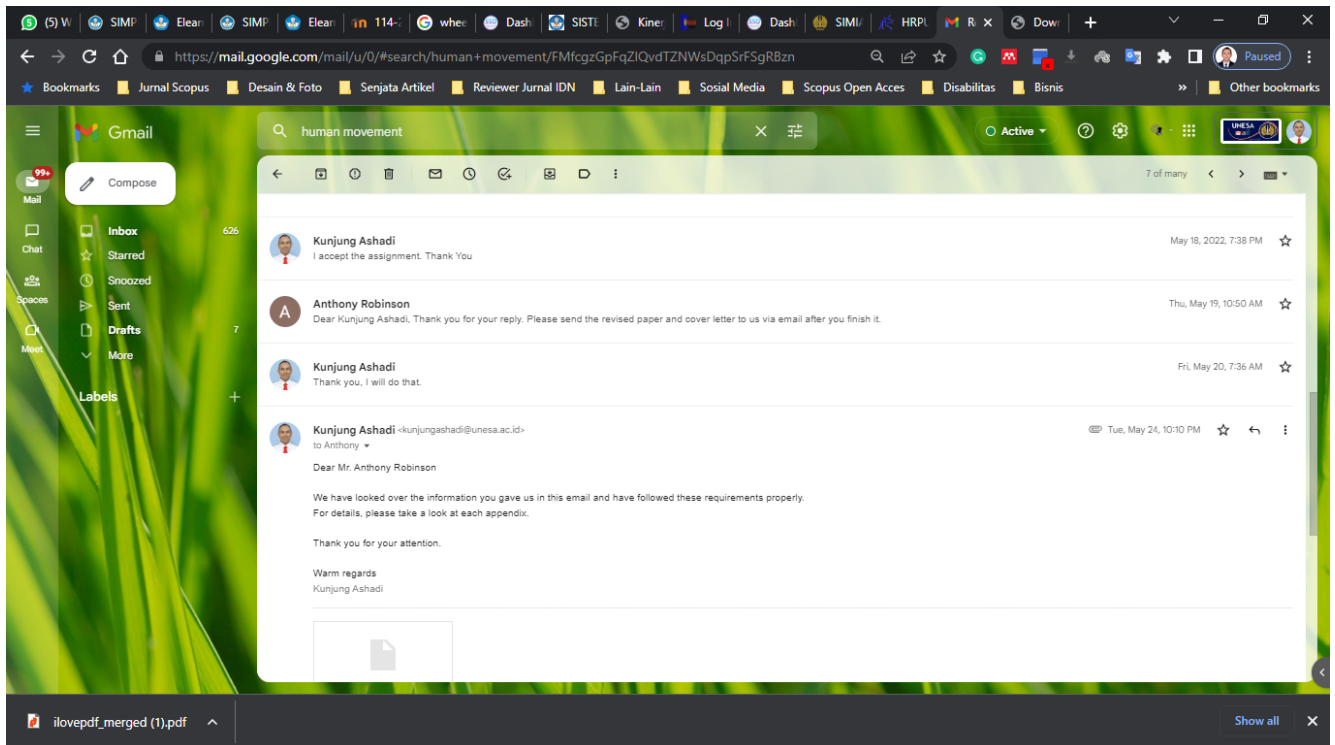 (5) W SIMP Elearn SIMP Elearn 114-2 whee Dash SISTE Kinerj Log I Dash SIMIA HRPU R Down
https://mail.google.com/mail/u/0/#search/human+movement/FMfcgzGpFqZIQvdTZNWsDqpSrFSgRBzn Paused
Bookmarks Jurnal Scopus Desain & Foto Senjata Artikel Reviewer Jurnal IDN Lain-Lain Sosial Media Scopus Open Acces Disabilitas Bisnis » Other bookmarks
Gmail human movement Active UNESA
99+ Compose 7 of many
Mail
Inbox 626
Chat
Starred
Snoozed
Spaces
Sent
Drafts 7
Meet
More
Labels
Kunjung Ashadi May 18, 2022, 7:38 PM
I accept the assignment. Thank You
A
Anthony Robinson Thu, May 19, 10:50 AM
Dear Kunjung Ashadi, Thank you for your reply. Please send the revised paper and cover letter to us via email after you finish it.
Kunjung Ashadi Fri, May 20, 7:36 AM
Thank you, I will do that.
Kunjung Ashadi <kunjungashadi@unesa.ac.id> Tue, May 24, 10:10 PM
to Anthony
Dear Mr. Anthony Robinson
We have looked over the information you gave us in this email and have followed these requirements properly.
For details, please take a look at each appendix.
Thank you for your attention.
Warm regards
Kunjung Ashadi
ilovepdf_merged (1).pdf Show all